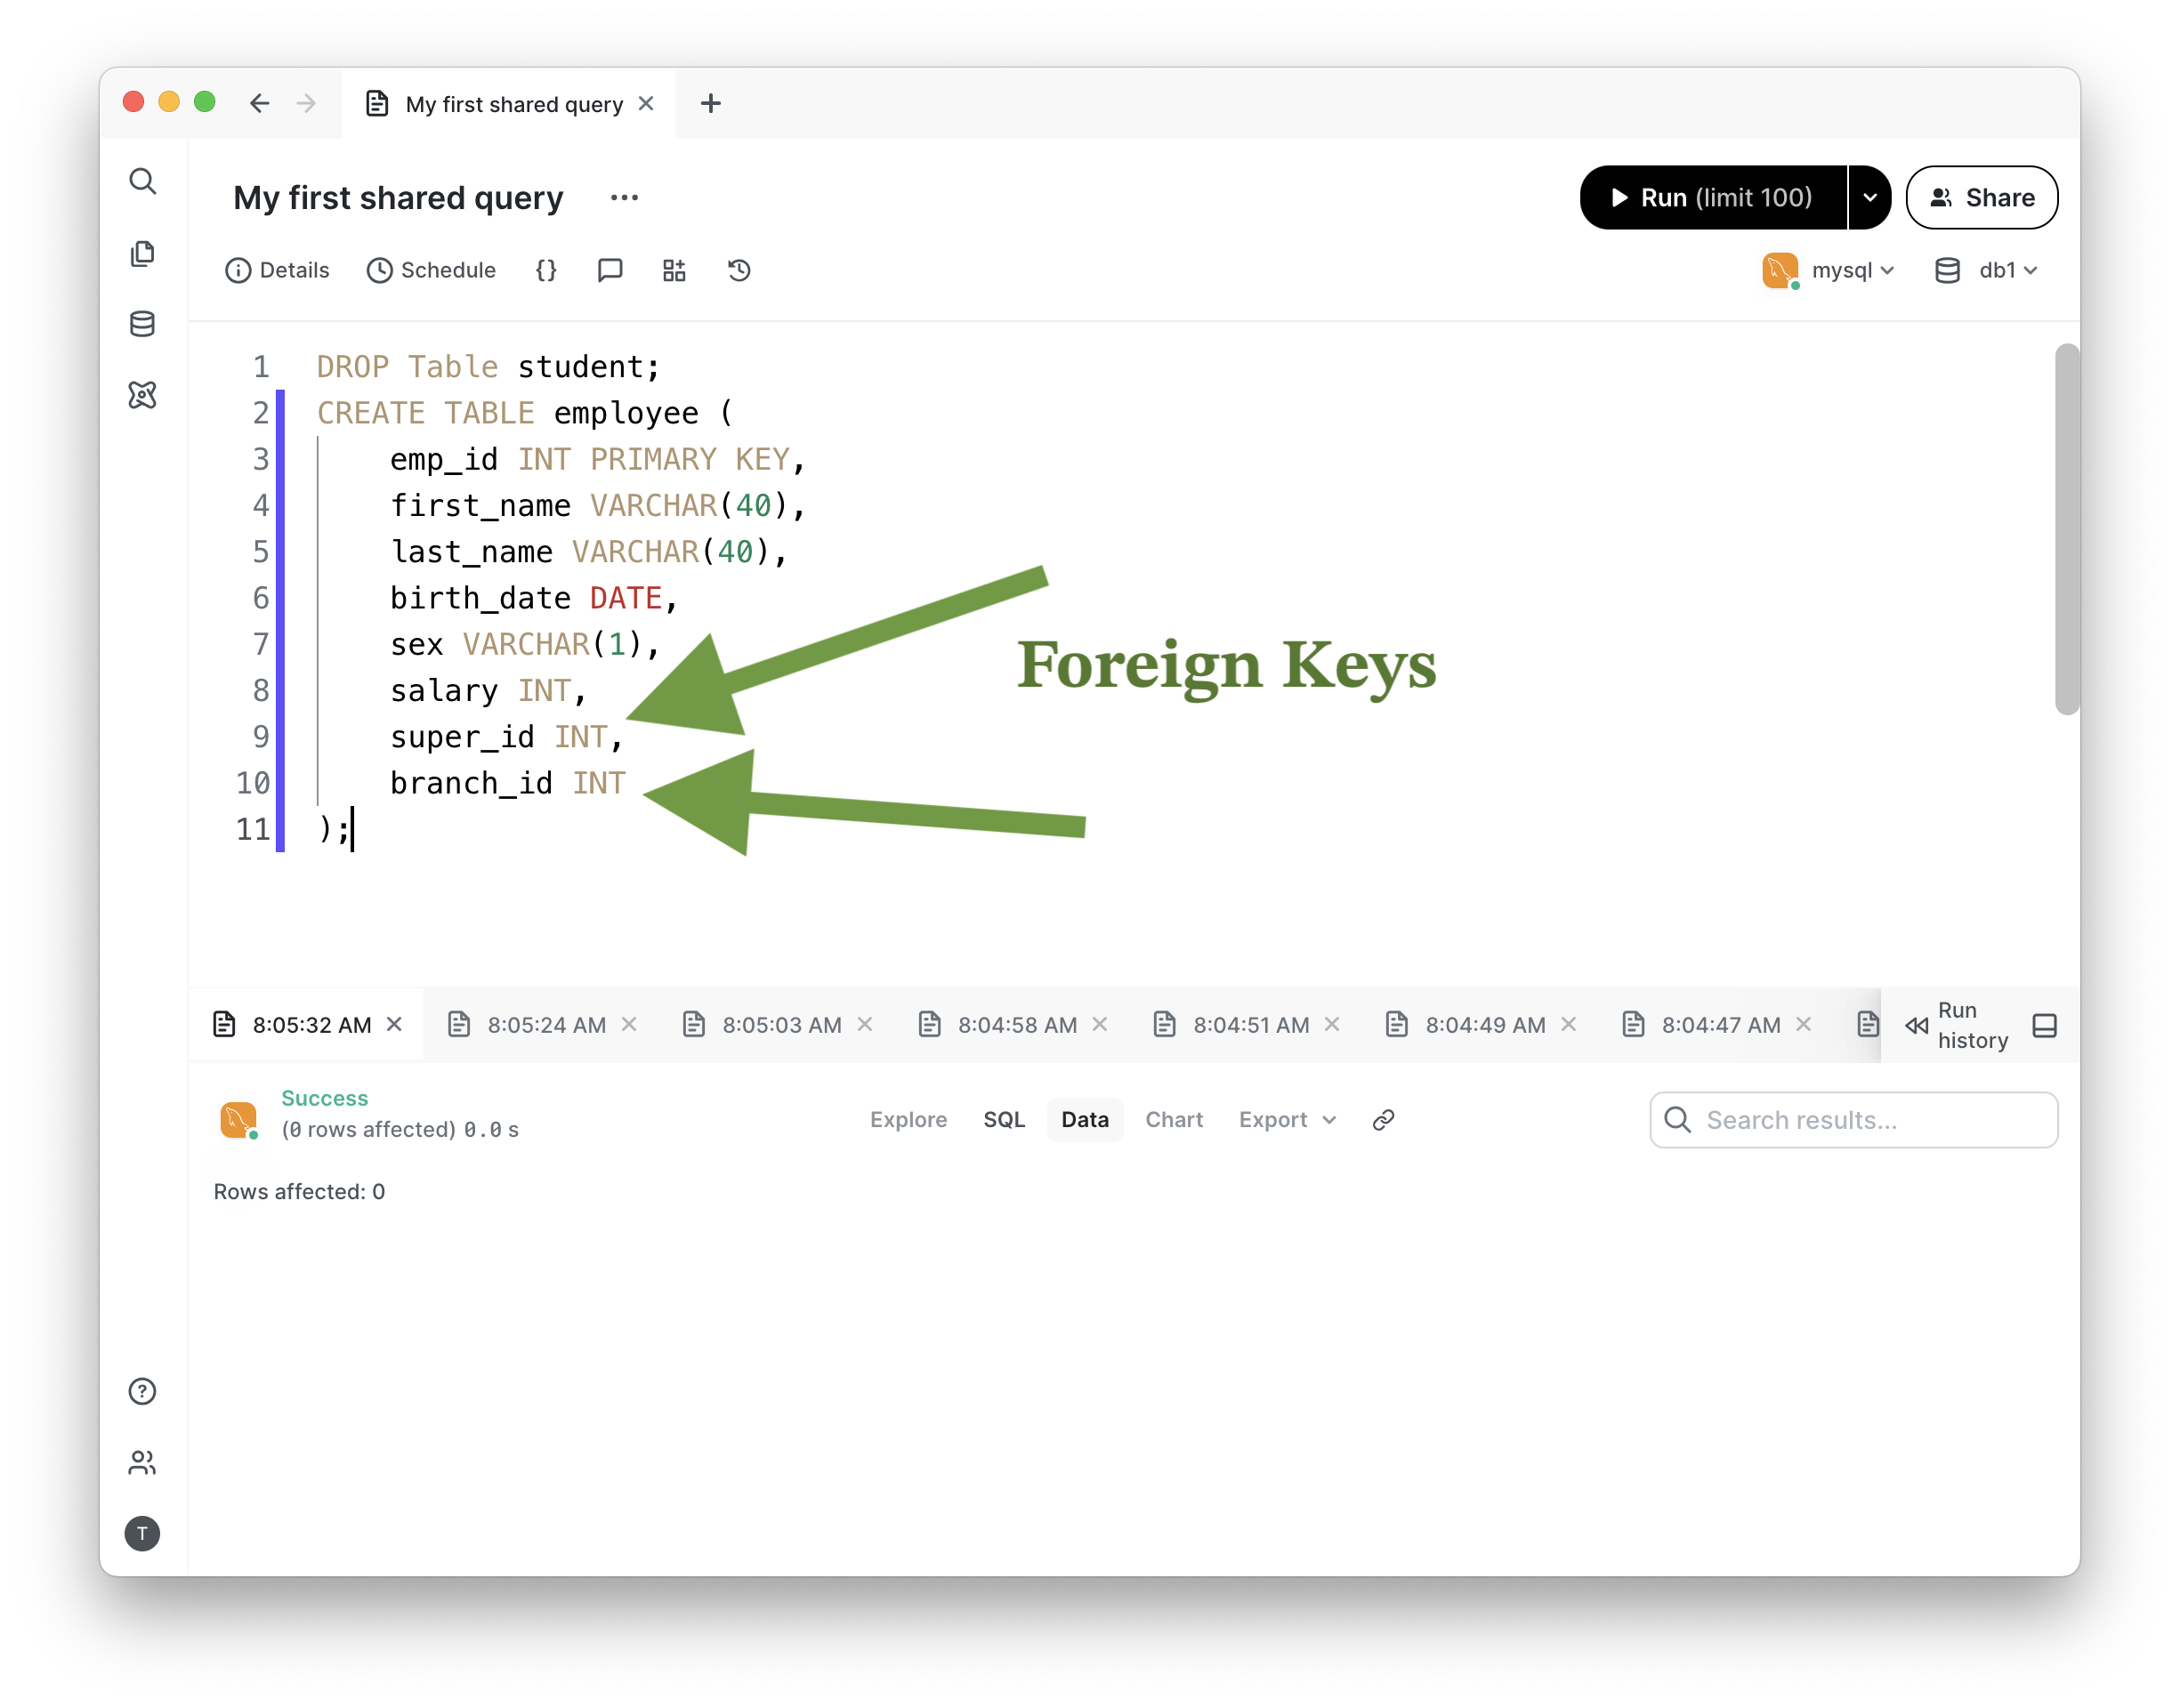 My first shared query
My first shared query
Run (limit 100)
Share
Details
Schedule
{}
mysql
db1
1 DROP Table student;
2 CREATE TABLE employee (
3 emp_id INT PRIMARY KEY,
4 first_name VARCHAR(40),
5 last_name VARCHAR(40),
6 birth_date DATE,
7 sex VARCHAR(1),
8 salary INT,
9 super_id INT,
10 branch_id INT
11 );
Foreign Keys
8:05:32 AM
8:05:24 AM
8:05:03 AM
8:04:58 AM
8:04:51 AM
8:04:49 AM
8:04:47 AM
Run
history
Success
(0 rows affected) 0.0 s
Explore
SQL
Data
Chart
Export
Search results...
Rows affected: 0
T